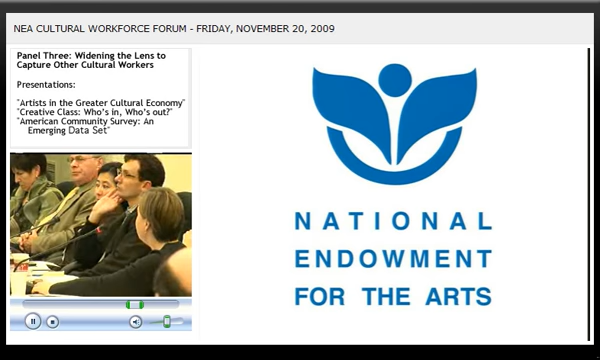 NEA CULTURAL WORKFORCE FORUM - FRIDAY, NOVEMBER 20, 2009
Panel Three: Widening the Lens to
Capture Other Cultural Workers
Presentations:
"Artists in the Greater Cultural Economy"
"Creative Class: Who's in, Who's out?"
"American Community Survey: An
Emerging Data Set"
NATIONAL
ENDOWMENT
FOR THE ARTS